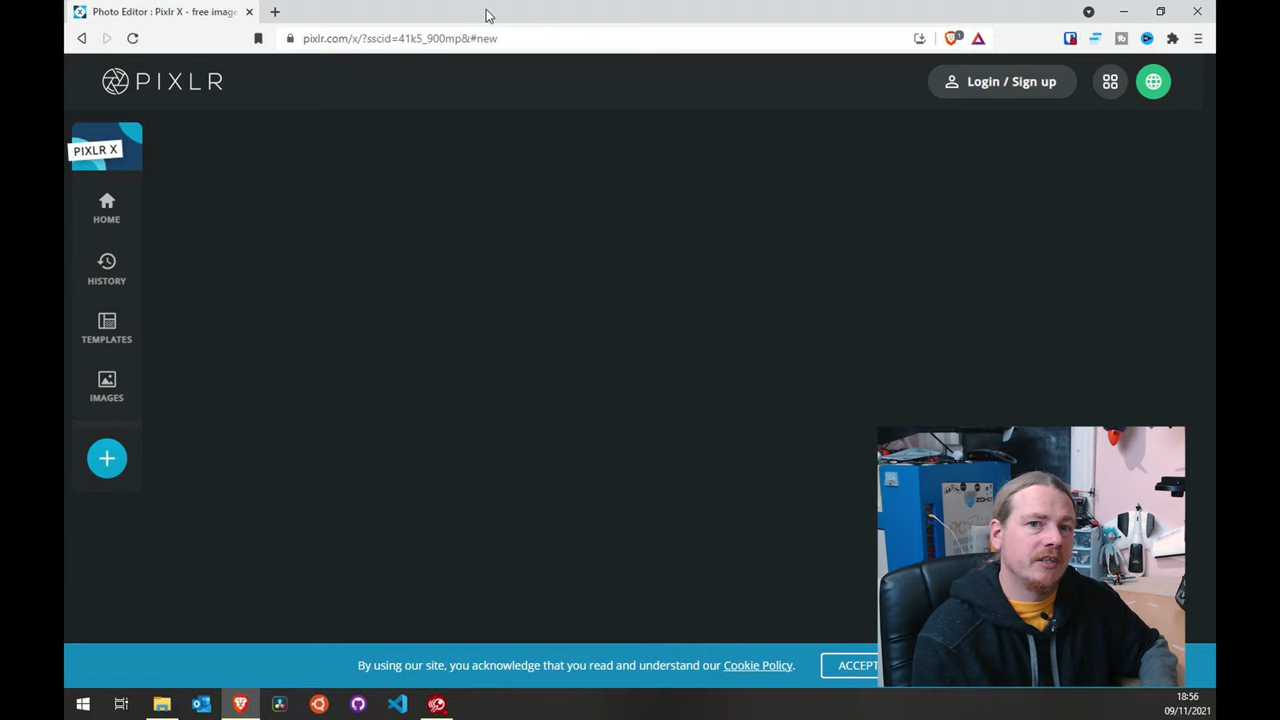 Photo Editor : Pixlr X - free image
pixlr.com/x/?sscid=41k5_900mp&#new
1
PIXLR
Login / Sign up
PIXLR X
HOME
HISTORY
TEMPLATES
IMAGES
By using our site, you acknowledge that you read and understand our Cookie Policy.
ACCEPT
18:56
09/11/2021